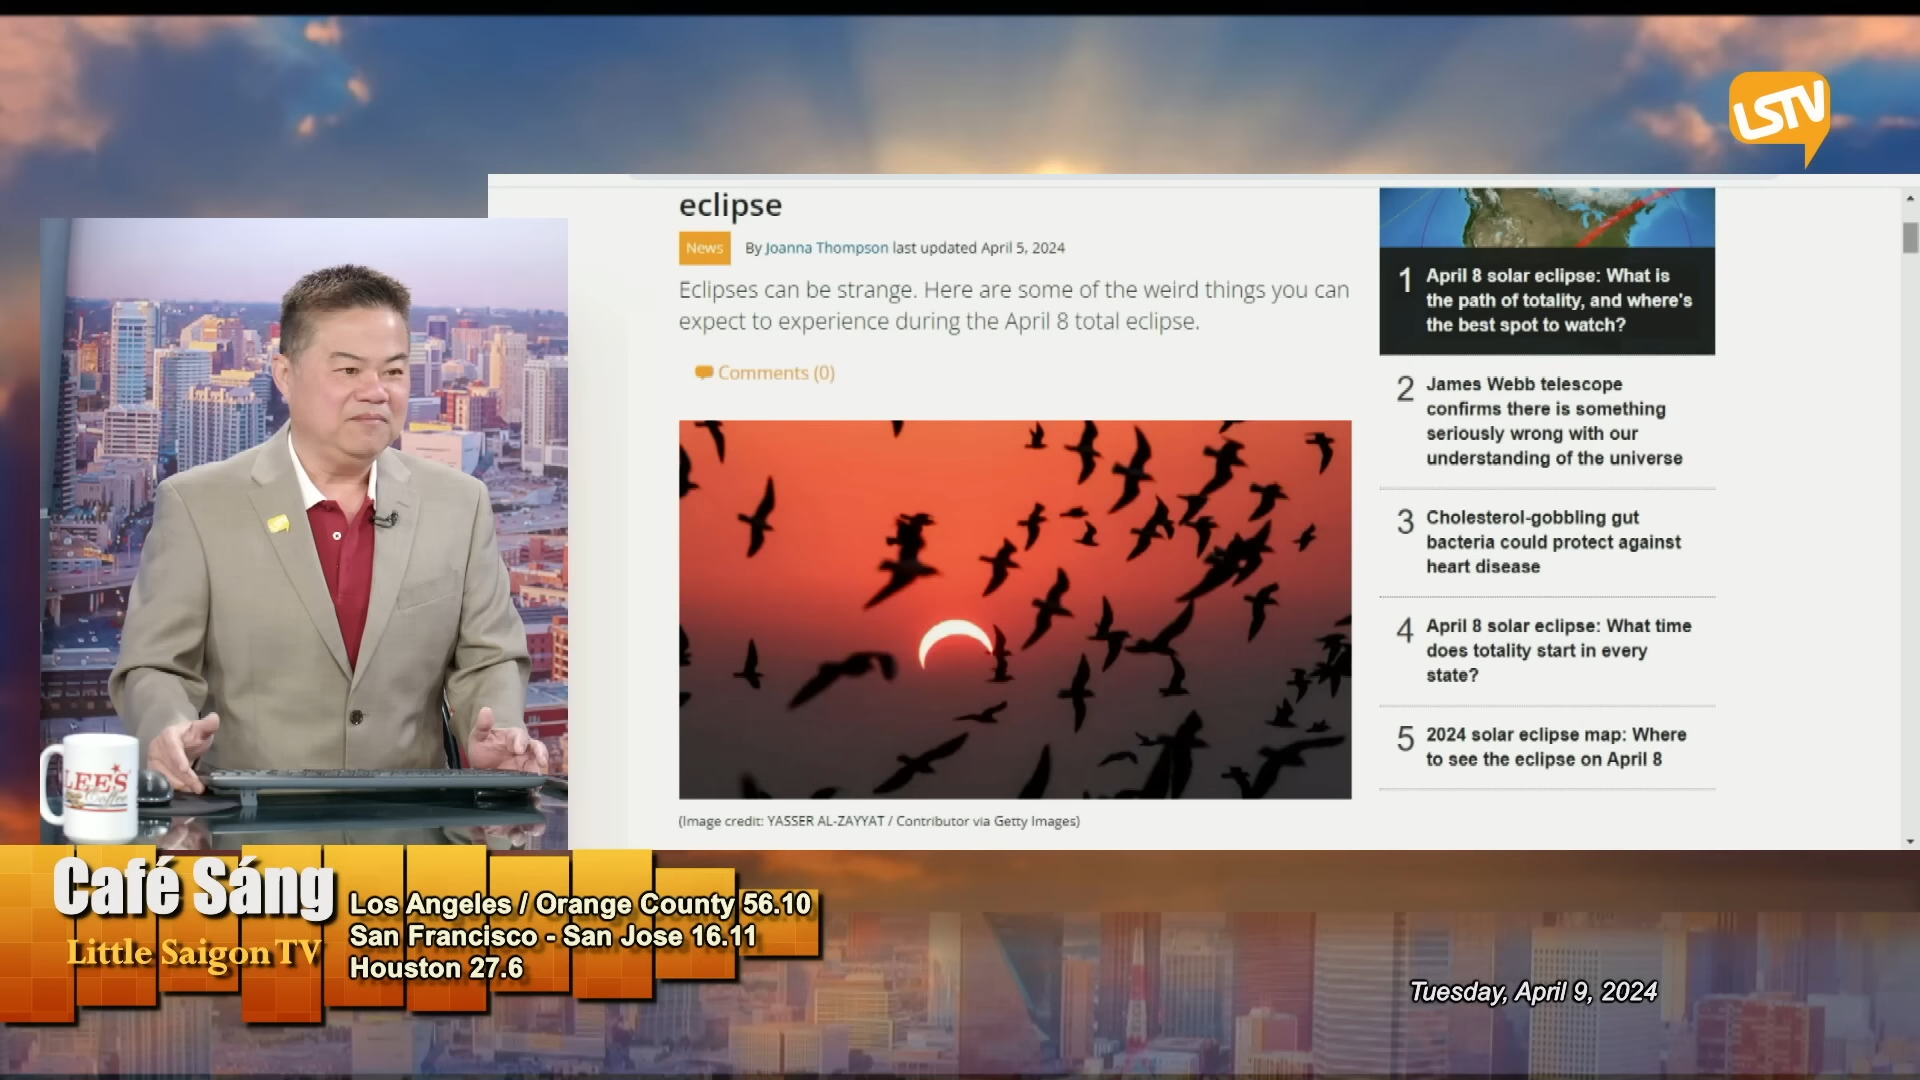 LSTV
eclipse
News
By Joanna Thompson last updated April 5, 2024
Eclipses can be strange. Here are some of the weird things you can
expect to experience during the April 8 total eclipse.
Comments (0)
(Image credit: YASSER AL-ZAYYAT / Contributor via Getty Images)
1 April 8 solar eclipse: What is
the path of totality, and where's
the best spot to watch?
2 James Webb telescope
confirms there is something
seriously wrong with our
understanding of the universe
3 Cholesterol-gobbling gut
bacteria could protect against
heart disease
4 April 8 solar eclipse: What time
does totality start in every
state?
5 2024 solar eclipse map: Where
to see the eclipse on April 8
LEE'S
Coffee
Café Sáng
Little Saigon TV
Los Angeles / Orange County 56.10
San Francisco - San Jose 16.11
Houston 27.6
Tuesday, April 9, 2024